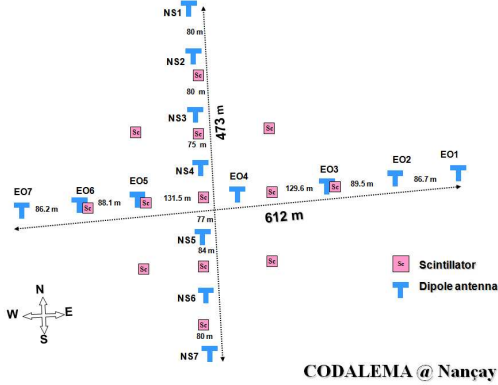 NS1
80 m
NS2
Sc
80 m
NS3
Sc
Sc
Sc
75 m
473 m
NS4
EO4
EO3
EO2
EO1
EO5
EO6
EO7
Sc
Sc
Sc
Sc
Sc
86.2 m
88.1 m
131.5 m
129.6 m
89.5 m
86.7 m
77 m
612 m
NS5
84 m
Sc
Sc
Sc
Sc Scintillator
Dipole antenna
NS6
N
W E
S
Sc
80 m
NS7
CODALEMA @ Nançay